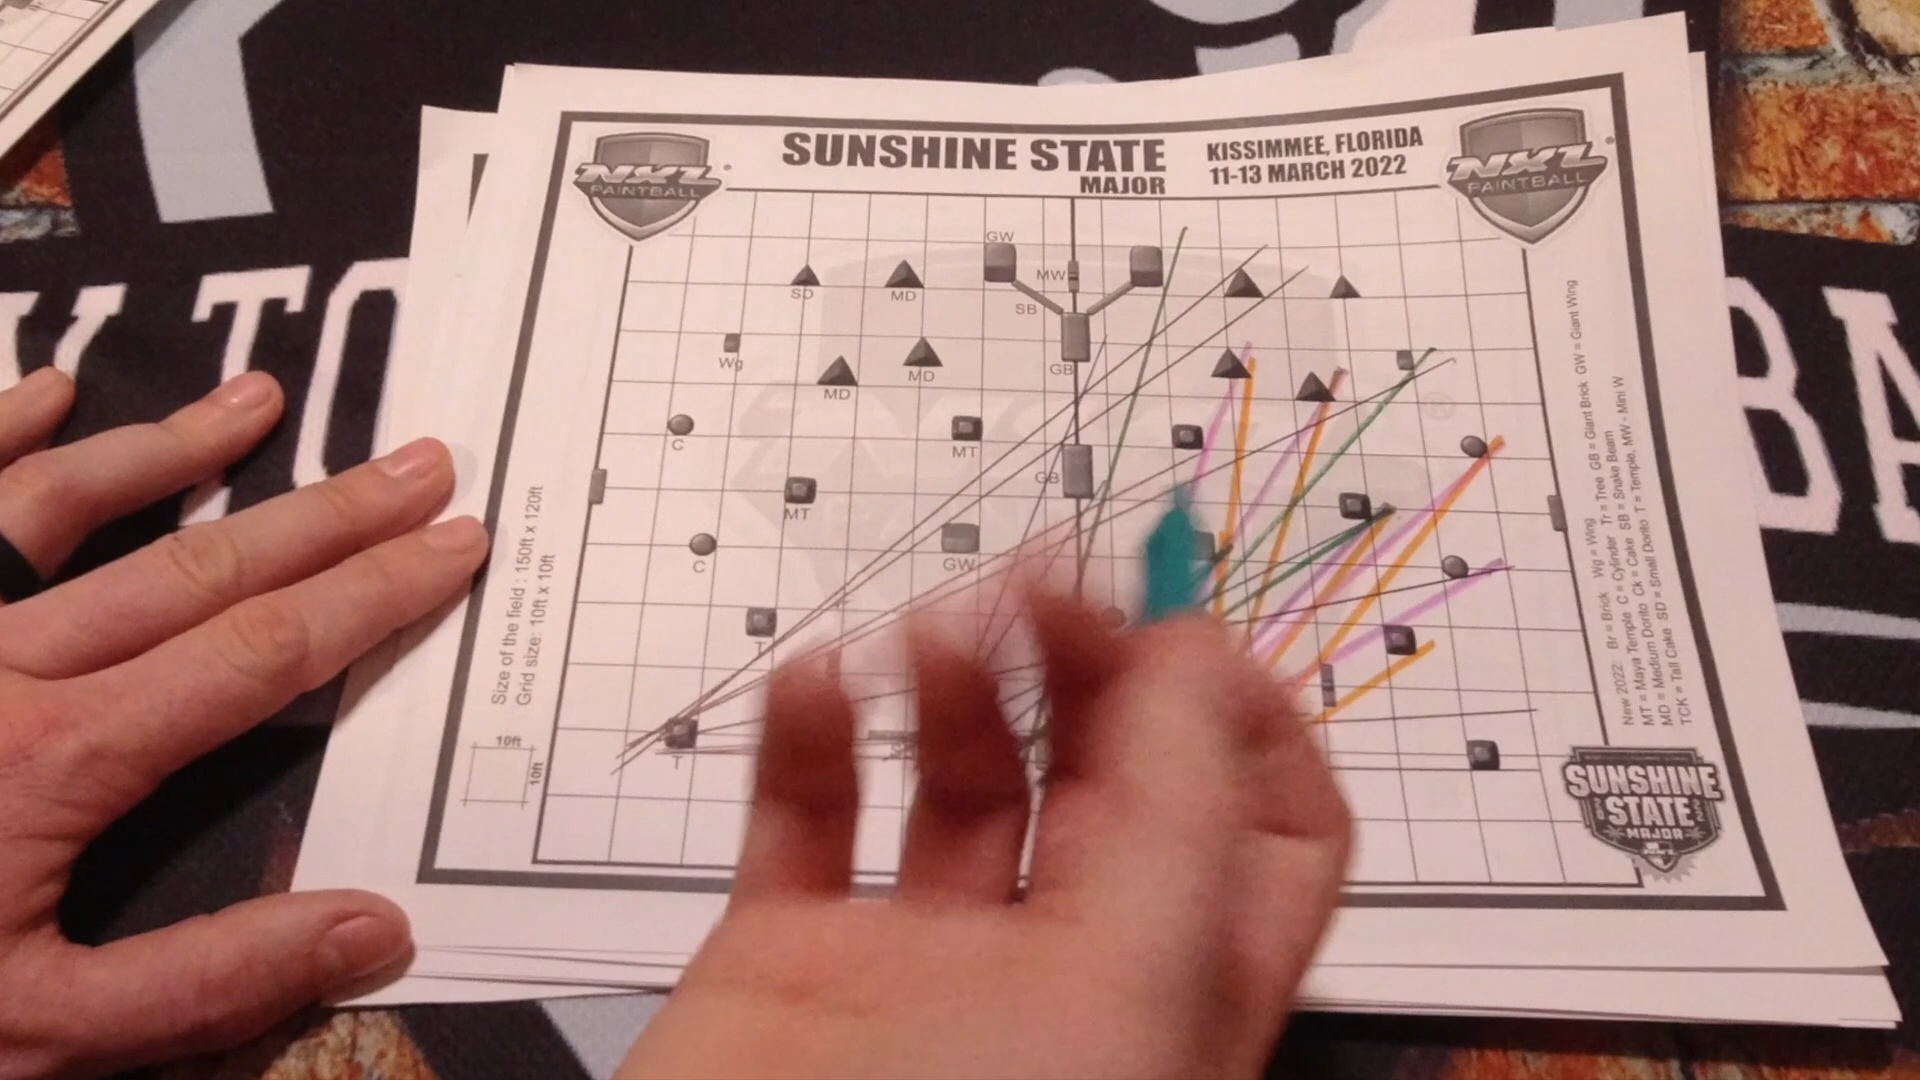 SUNSHINE STATE
MAJOR
KISSIMMEE, FLORIDA
11-13 MARCH 2022
NXL
PAINTBALL
NXL
PAINTBALL
GW
MW
SD
MD
SB
Wg
GB
MD
MD
C
MT
GB
MT
C
GW
T
T
Size of the field : 150ft x 120ft
Grid size: 10ft x 10ft
10ft
10ft
New 2022: Br = Brick Wg = Wing
MT = Maya Temple C = Cylinder Tr = Tree GB = Giant Brick GW = Giant Wing
MD = Medium Dorito Ck = Cake SB = Snake Beam
TCK = Tall Cake SD = Small Dorito T = Temple, MW - Mini W
SUNSHINE
STATE
MAJOR
NXL